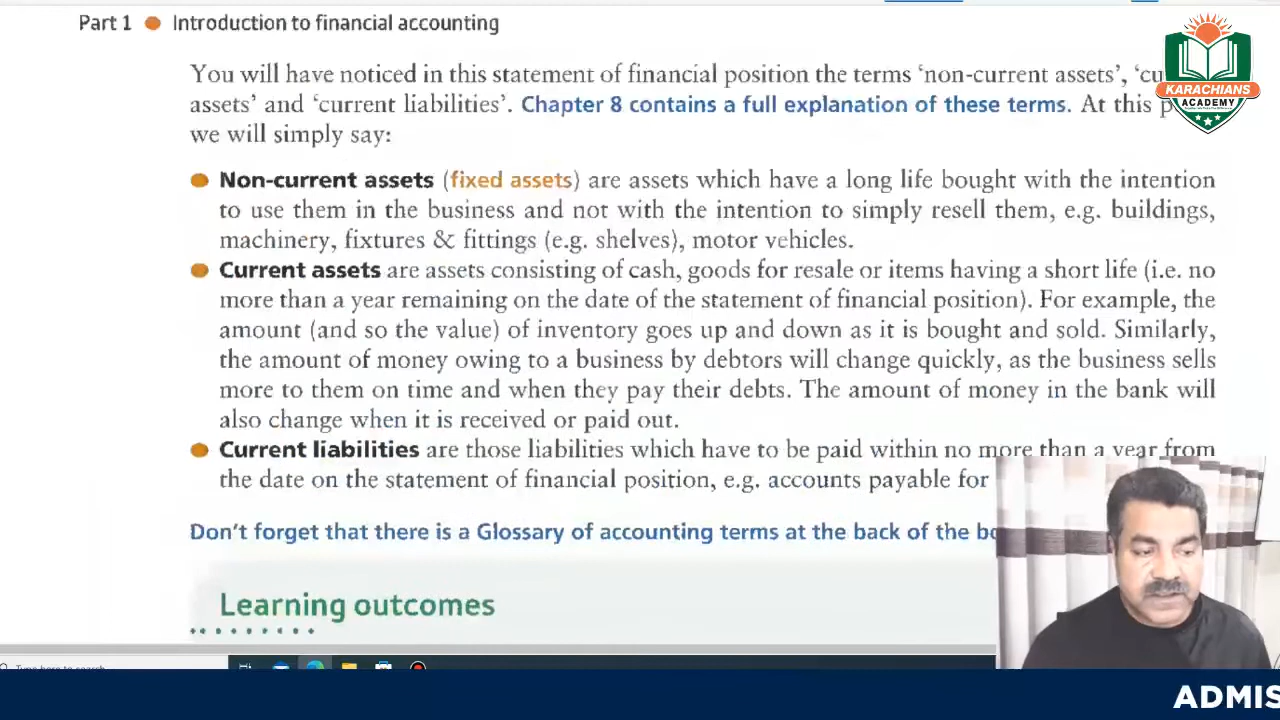 Part 1 ● Introduction to financial accounting
You will have noticed in this statement of financial position the terms ‘non-current assets’, ‘cu
assets’ and ‘current liabilities’. Chapter 8 contains a full explanation of these terms. At this p
we will simply say:
● Non-current assets (fixed assets) are assets which have a long life bought with the intention
to use them in the business and not with the intention to simply resell them, e.g. buildings,
machinery, fixtures & fittings (e.g. shelves), motor vehicles.
● Current assets are assets consisting of cash, goods for resale or items having a short life (i.e. no
more than a year remaining on the date of the statement of financial position). For example, the
amount (and so the value) of inventory goes up and down as it is bought and sold. Similarly,
the amount of money owing to a business by debtors will change quickly, as the business sells
more to them on time and when they pay their debts. The amount of money in the bank will
also change when it is received or paid out.
● Current liabilities are those liabilities which have to be paid within no more than a year from
the date on the statement of financial position, e.g. accounts payable for
Don’t forget that there is a Glossary of accounting terms at the back of the bo
Learning outcomes
KARACHIANS
ACADEMY
Type here to search
ADMIS